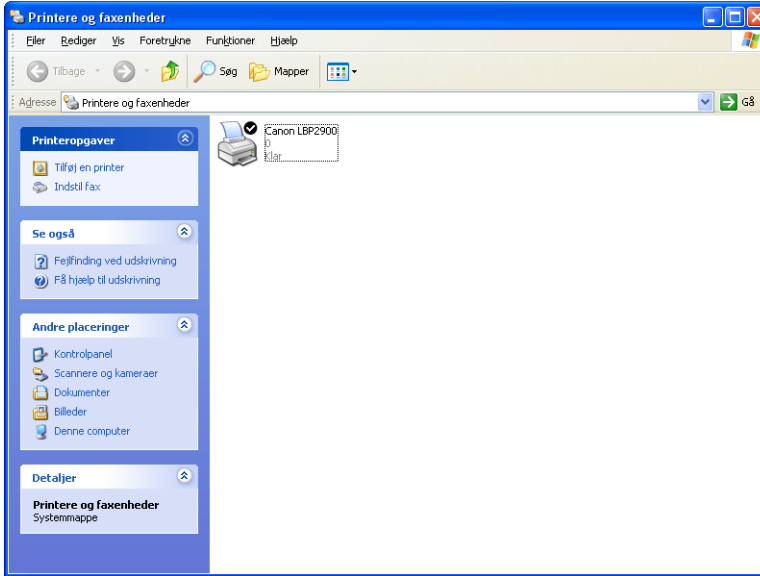 Printere og faxenheder
Filer Rediger Vis Foretrukne Funktioner Hjælp
Tilbage Søg Mapper
Adresse Printere og faxenheder Gå
Printeropgaver
Tilføj en printer
Indstil fax
Se også
Fejlfinding ved udskrivning
Få hjælp til udskrivning
Andre placeringer
Kontrolpanel
Scannere og kameraer
Dokumenter
Billeder
Denne computer
Detaljer
Printere og faxenheder
Systemmappe
Canon LBP2900
0
Klar